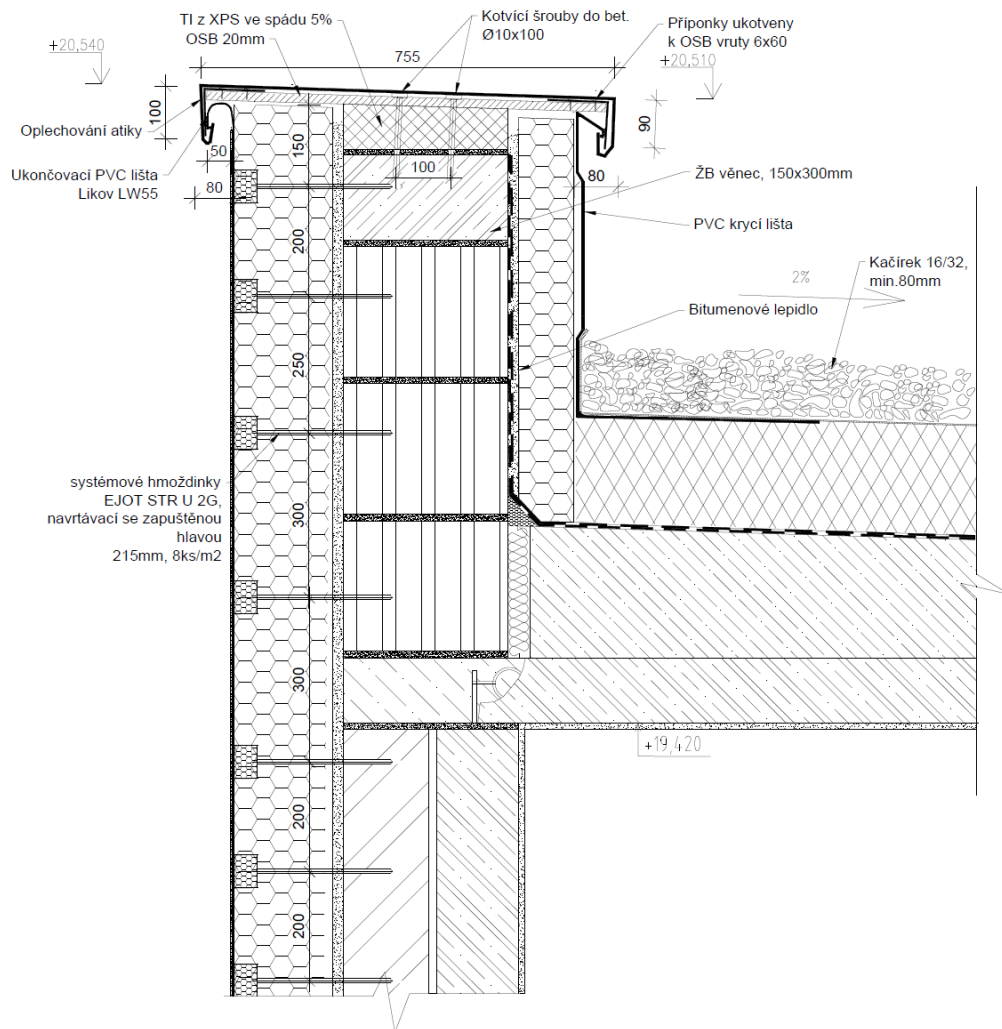 TI z XPS ve spádu 5%
OSB 20mm
Kotvící šrouby do bet.
Ø10x100
Příponky ukotveny
k OSB vruty 6x60
+20,540
755
+20,510
100
90
Oplechování atiky
150
50
Ukončovací PVC lišta
Likov LW55
100
80
80
ŽB věnec, 150x300mm
PVC krycí lišta
200
Kačírek 16/32,
min.80mm
2%
Bitumenové lepidlo
250
systémové hmoždinky
EJOT STR U 2G,
navrtávací se zapuštěnou
hlavou
215mm, 8ks/m2
300
300
+19,420
200
200